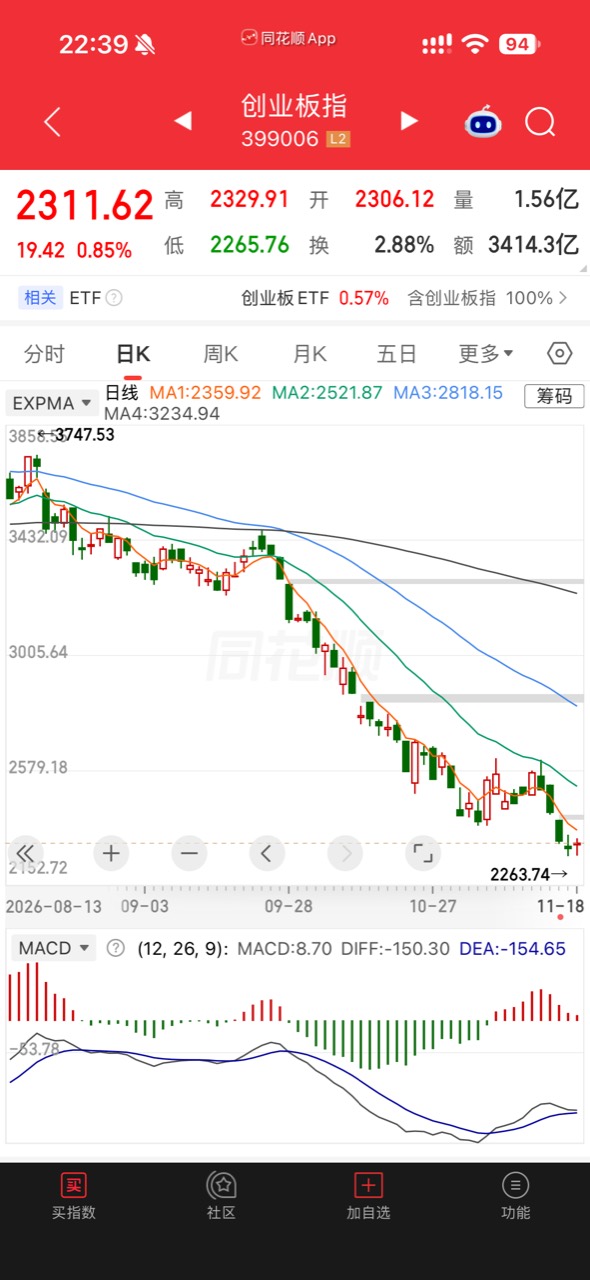 22:39 同花顺App 94
创业板指
399006 L2
2311.62 高 2329.91 开 2306.12 量 1.56亿
19.42 0.85% 低 2265.76 换 2.88% 额 3414.3亿
相关 ETF ? 创业板ETF 0.57% 含创业板指 100%
分时 日K 周K 月K 五日 更多
EXPMA 日线 MA1:2359.92 MA2:2521.87 MA3:2818.15 筹码
MA4:3234.94
←3747.53
3432.09
同花顺
3005.64
2579.18
2152.72
2263.74→
2026-08-13 09-03 09-28 10-27 11-18
MACD ? (12, 26, 9): MACD:8.70 DIFF:-150.30 DEA:-154.65
-53.78
买
买指数 社区 加自选 功能